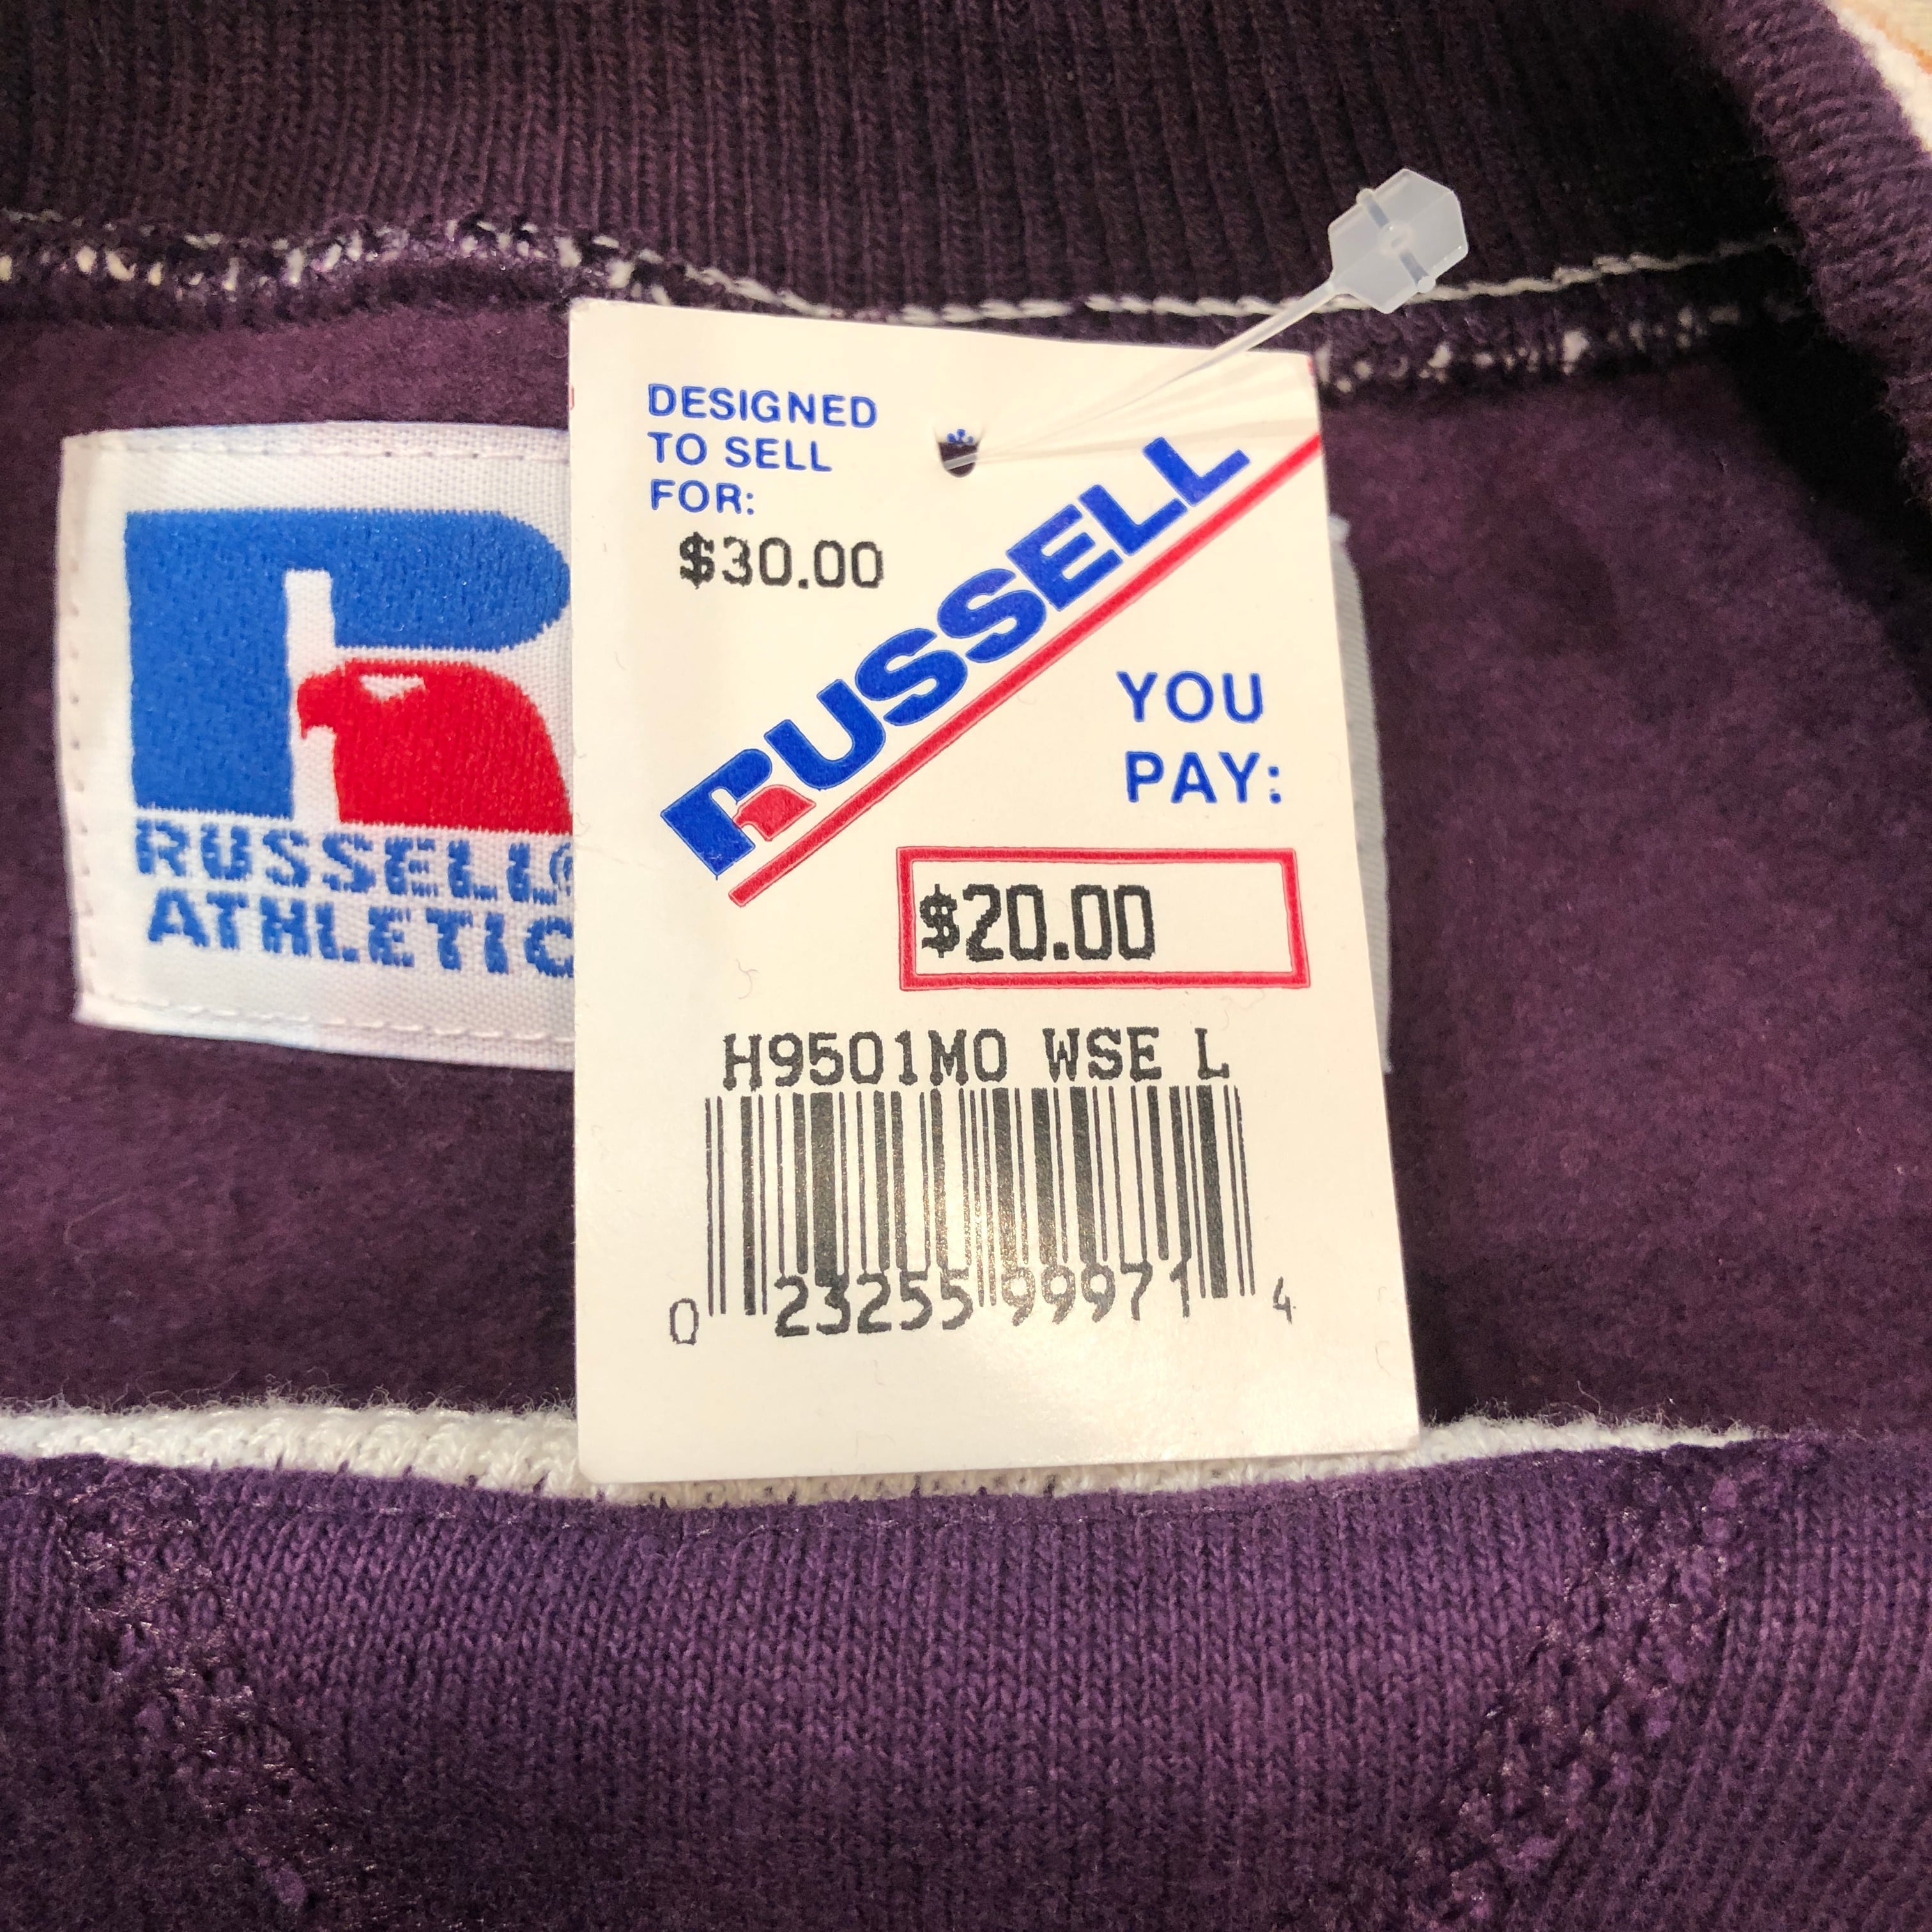 RUSSELL®
ATHLETIC
DESIGNED
TO SELL
FOR:
$30.00
RUSSELL
YOU
PAY:
$20.00
H9501MO WSE L
0 23255 99971 4